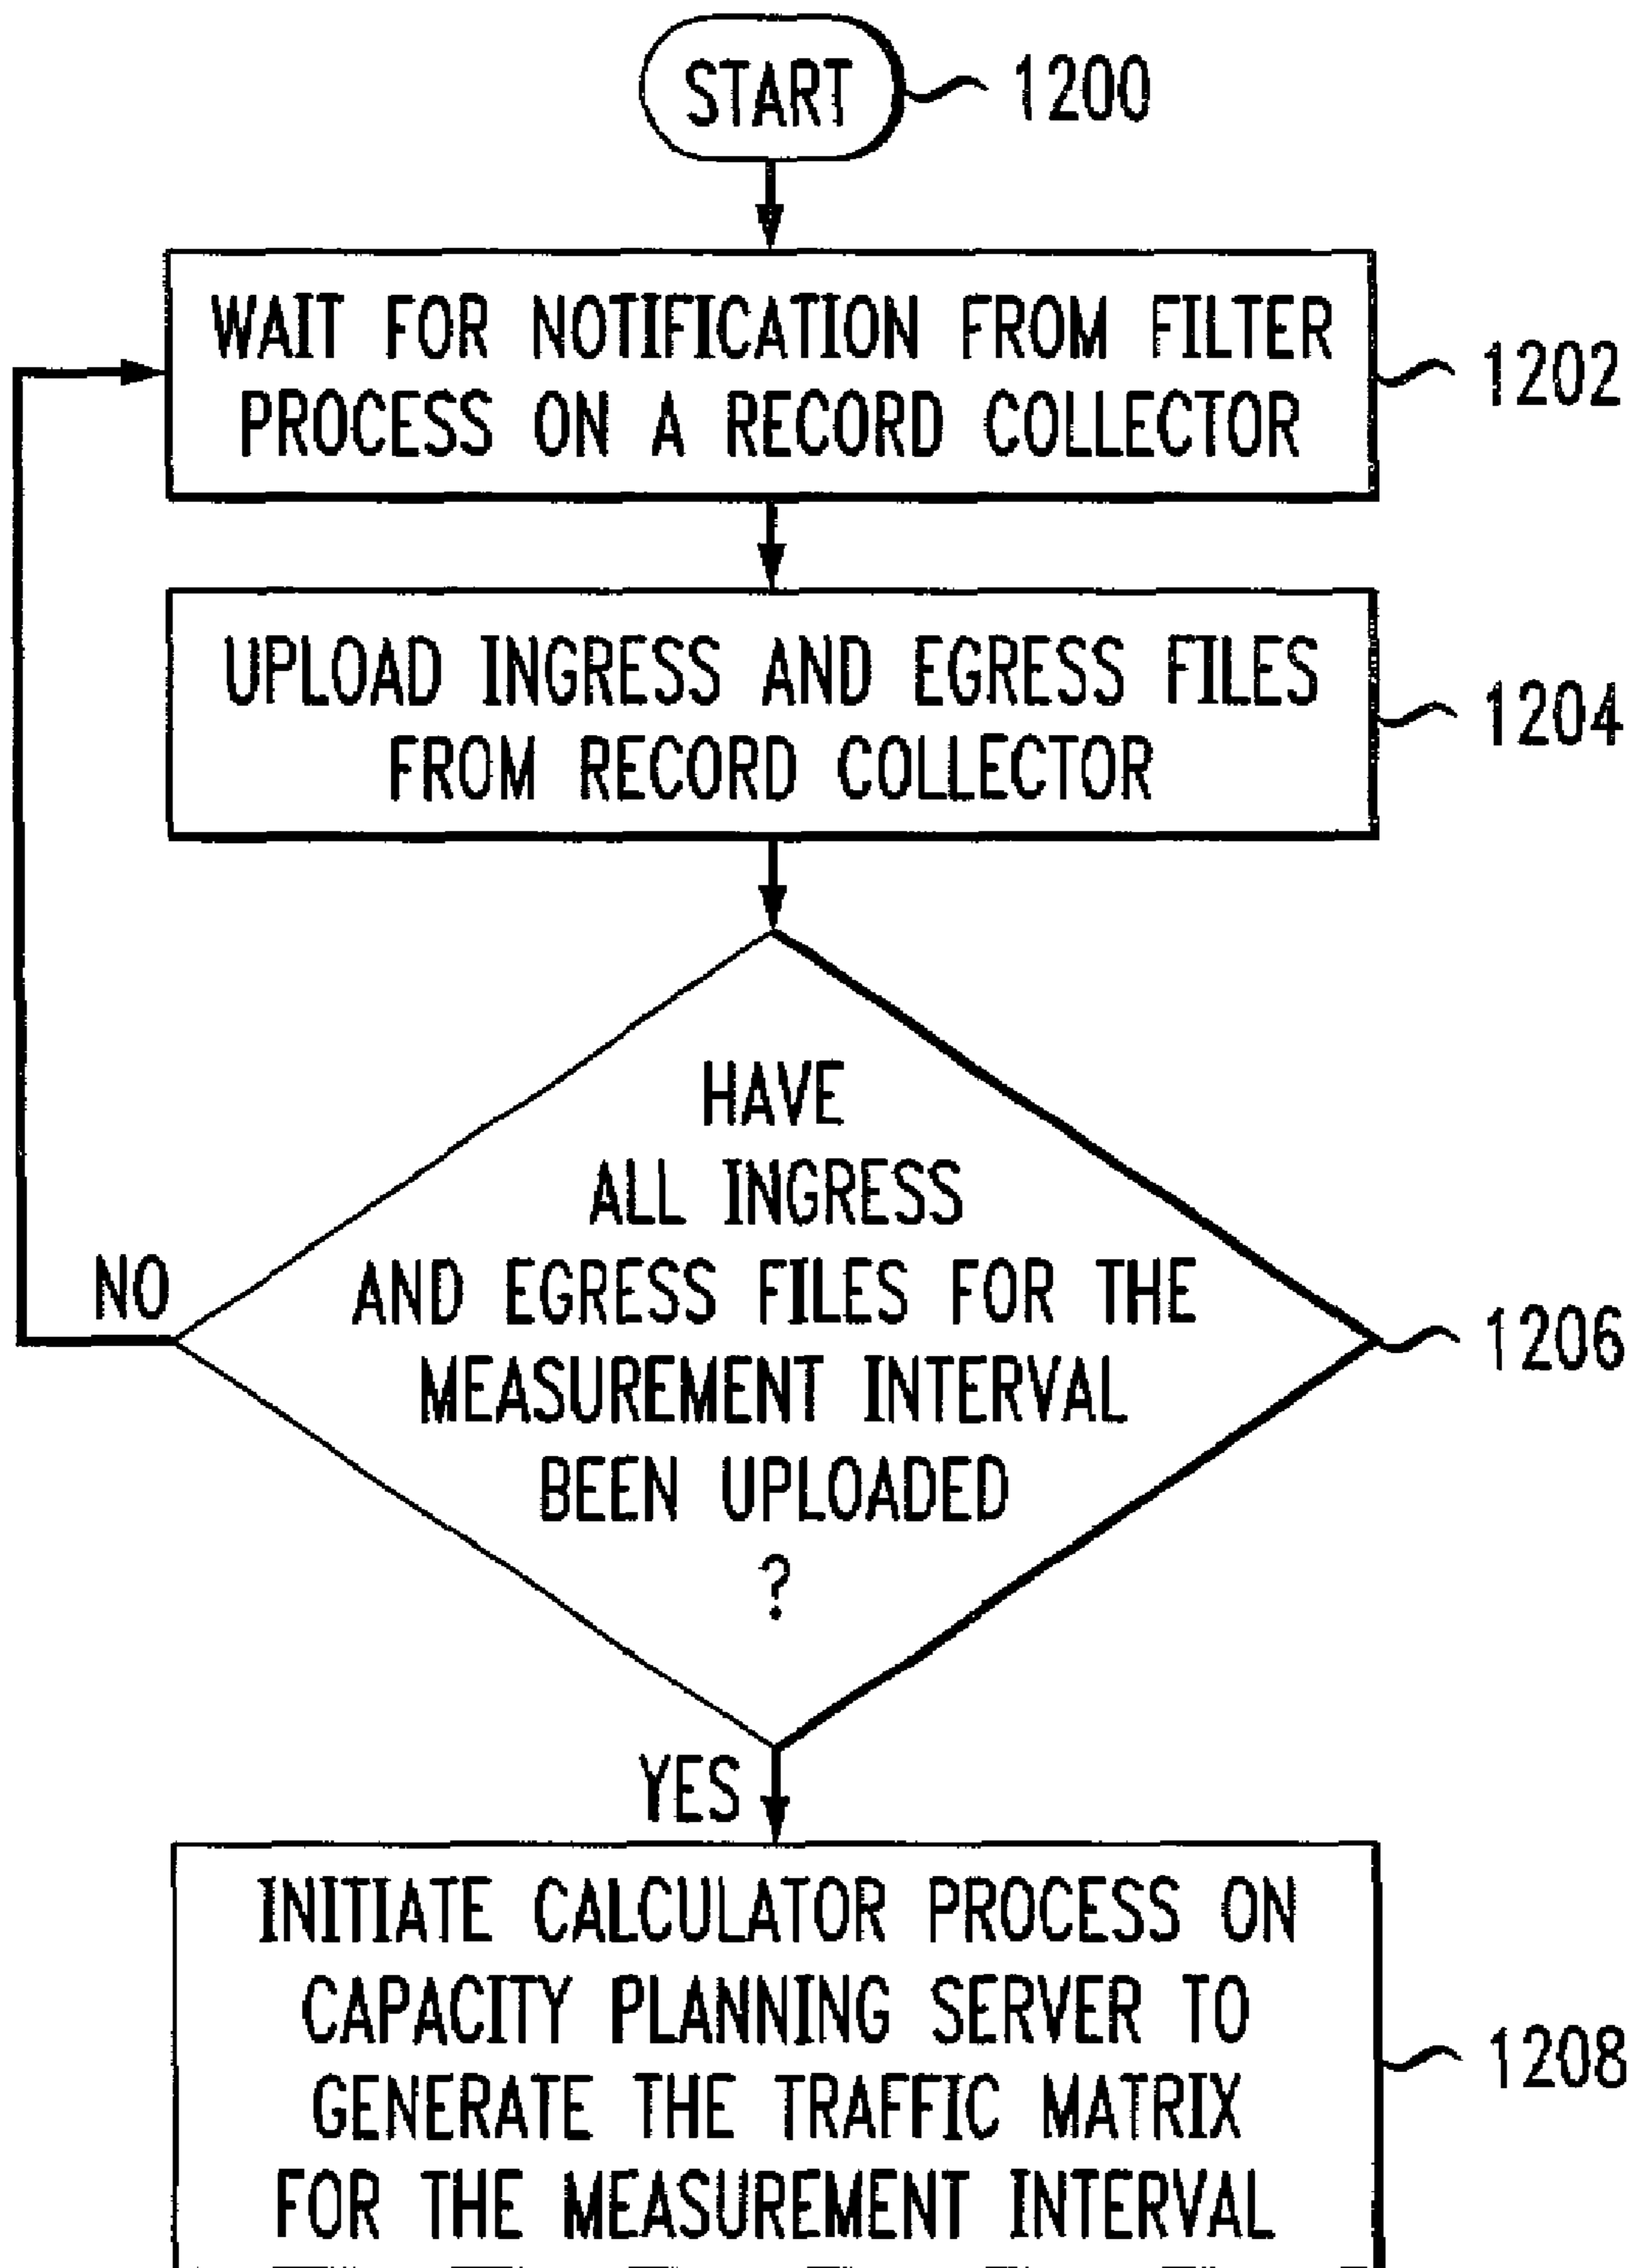 START
1200
WAIT FOR NOTIFICATION FROM FILTER
PROCESS ON A RECORD COLLECTOR
1202
UPLOAD INGRESS AND EGRESS FILES
FROM RECORD COLLECTOR
1204
HAVE
ALL INGRESS
AND EGRESS FILES FOR THE
MEASUREMENT INTERVAL
BEEN UPLOADED
?
NO
1206
YES
INITIATE CALCULATOR PROCESS ON
CAPACITY PLANNING SERVER TO
GENERATE THE TRAFFIC MATRIX
FOR THE MEASUREMENT INTERVAL
1208